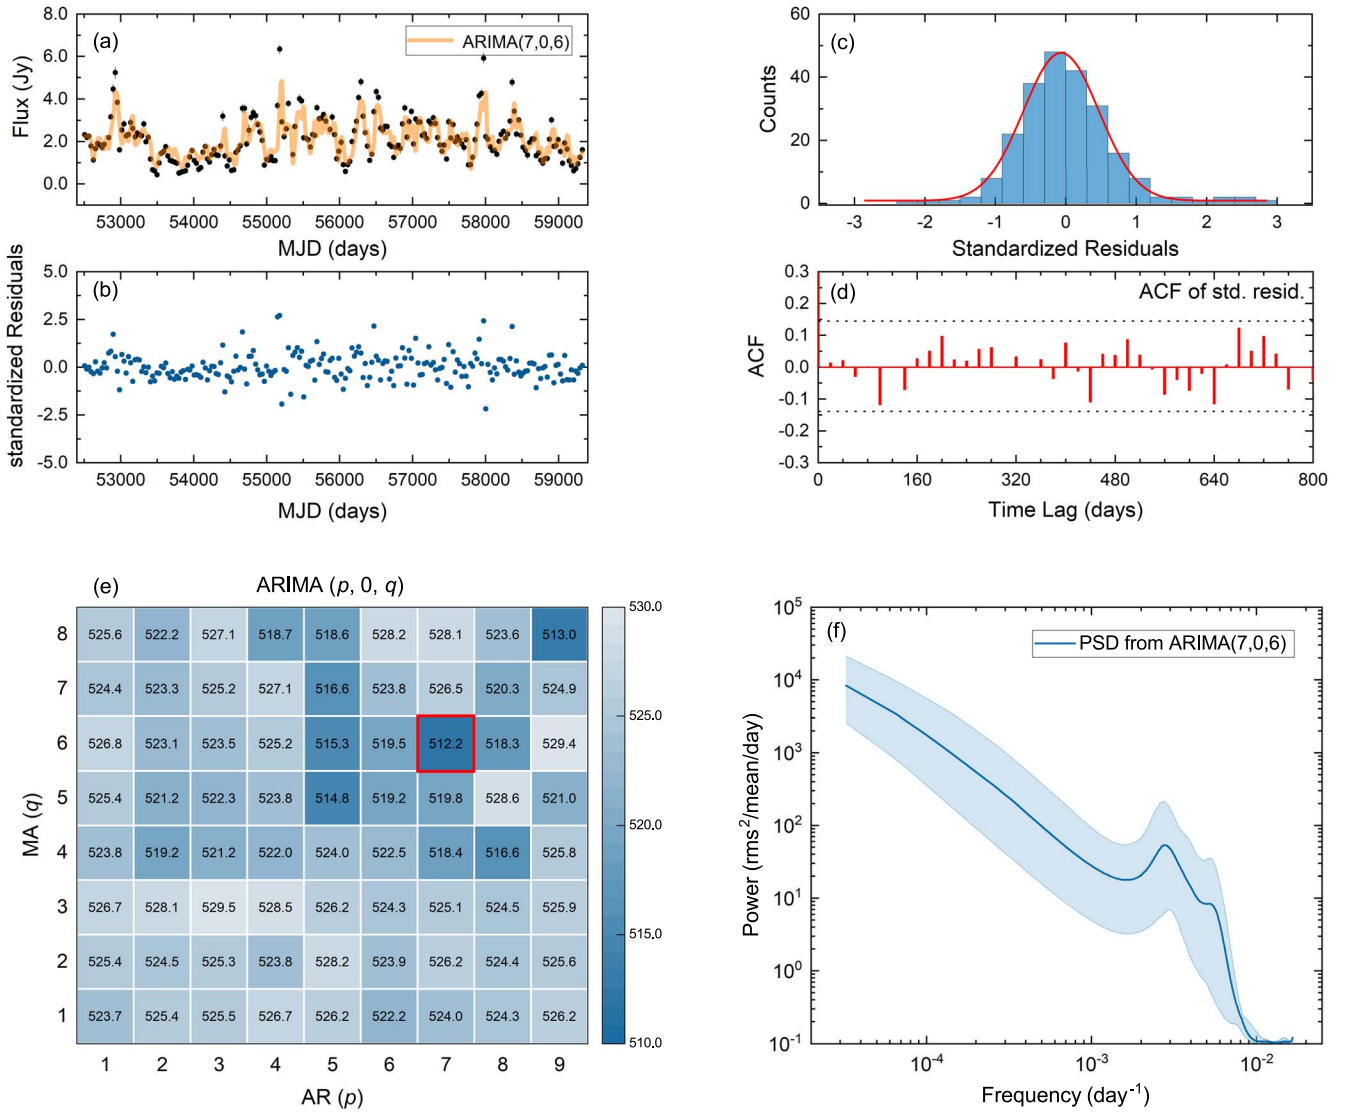 (a)
ARIMA(7,0,6)
Flux (Jy)
8.0
6.0
4.0
2.0
0.0
53000 54000 55000 56000 57000 58000 59000
MJD (days)
(b)
standardized Residuals
5.0
2.5
0.0
-2.5
-5.0
53000 54000 55000 56000 57000 58000 59000
MJD (days)
(c)
Counts
60
40
20
0
-3 -2 -1 0 1 2 3
Standardized Residuals
(d)
ACF of std. resid.
ACF
0.3
0.2
0.1
0.0
-0.1
-0.2
-0.3
0 160 320 480 640 800
Time Lag (days)
(e)
ARIMA (p, 0, q)
MA (q)
8 525.6 522.2 527.1 518.7 518.6 528.2 528.1 523.6 513.0
7 524.4 523.3 525.2 527.1 516.6 523.8 526.5 520.3 524.9
6 526.8 523.1 523.5 525.2 515.3 519.5 512.2 518.3 529.4
5 525.4 521.2 522.3 523.8 514.8 519.2 519.8 528.6 521.0
4 523.8 519.2 521.2 522.0 524.0 522.5 518.4 516.6 525.8
3 526.7 528.1 529.5 528.5 526.2 524.3 525.1 524.5 525.9
2 525.4 524.5 525.3 523.8 528.2 523.9 526.2 524.4 525.6
1 523.7 525.4 525.5 526.7 526.2 522.2 524.0 524.3 526.2
1 2 3 4 5 6 7 8 9
AR (p)
530.0
525.0
520.0
515.0
510.0
(f)
PSD from ARIMA(7,0,6)
Power (rms²/mean/day)
10⁵
10⁴
10³
10²
10¹
10⁰
10⁻¹
10⁻⁴ 10⁻³ 10⁻²
Frequency (day⁻¹)